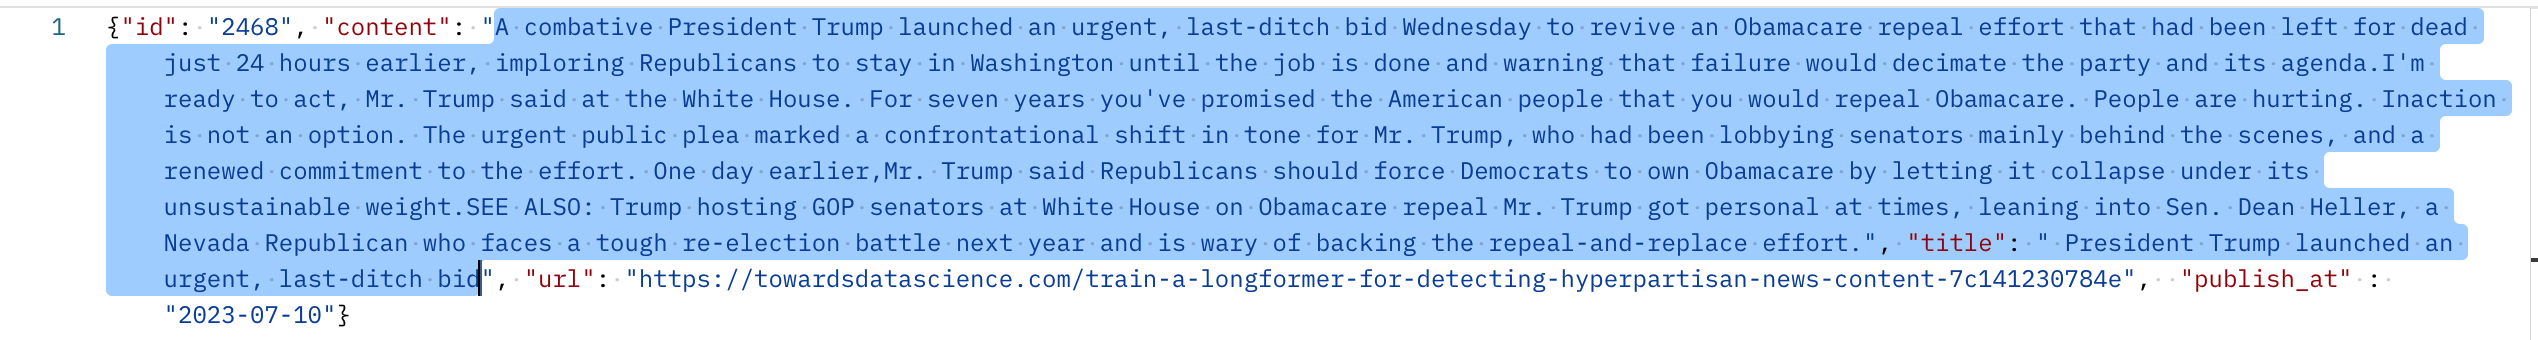 1 {"id": "2468", "content": "A combative President Trump launched an urgent, last-ditch bid Wednesday to revive an Obamacare repeal effort that had been left for dead
just 24 hours earlier, imploring Republicans to stay in Washington until the job is done and warning that failure would decimate the party and its agenda.I'm
ready to act, Mr. Trump said at the White House. For seven years you've promised the American people that you would repeal Obamacare. People are hurting. Inaction
is not an option. The urgent public plea marked a confrontational shift in tone for Mr. Trump, who had been lobbying senators mainly behind the scenes, and a
renewed commitment to the effort. One day earlier,Mr. Trump said Republicans should force Democrats to own Obamacare by letting it collapse under its
unsustainable weight.SEE ALSO: Trump hosting GOP senators at White House on Obamacare repeal Mr. Trump got personal at times, leaning into Sen. Dean Heller, a
Nevada Republican who faces a tough re-election battle next year and is wary of backing the repeal-and-replace effort.", "title": " President Trump launched an
urgent, last-ditch bid", "url": "https://towardsdatascience.com/train-a-longformer-for-detecting-hyperpartisan-news-content-7c141230784e",  "publish_at" :
"2023-07-10"}